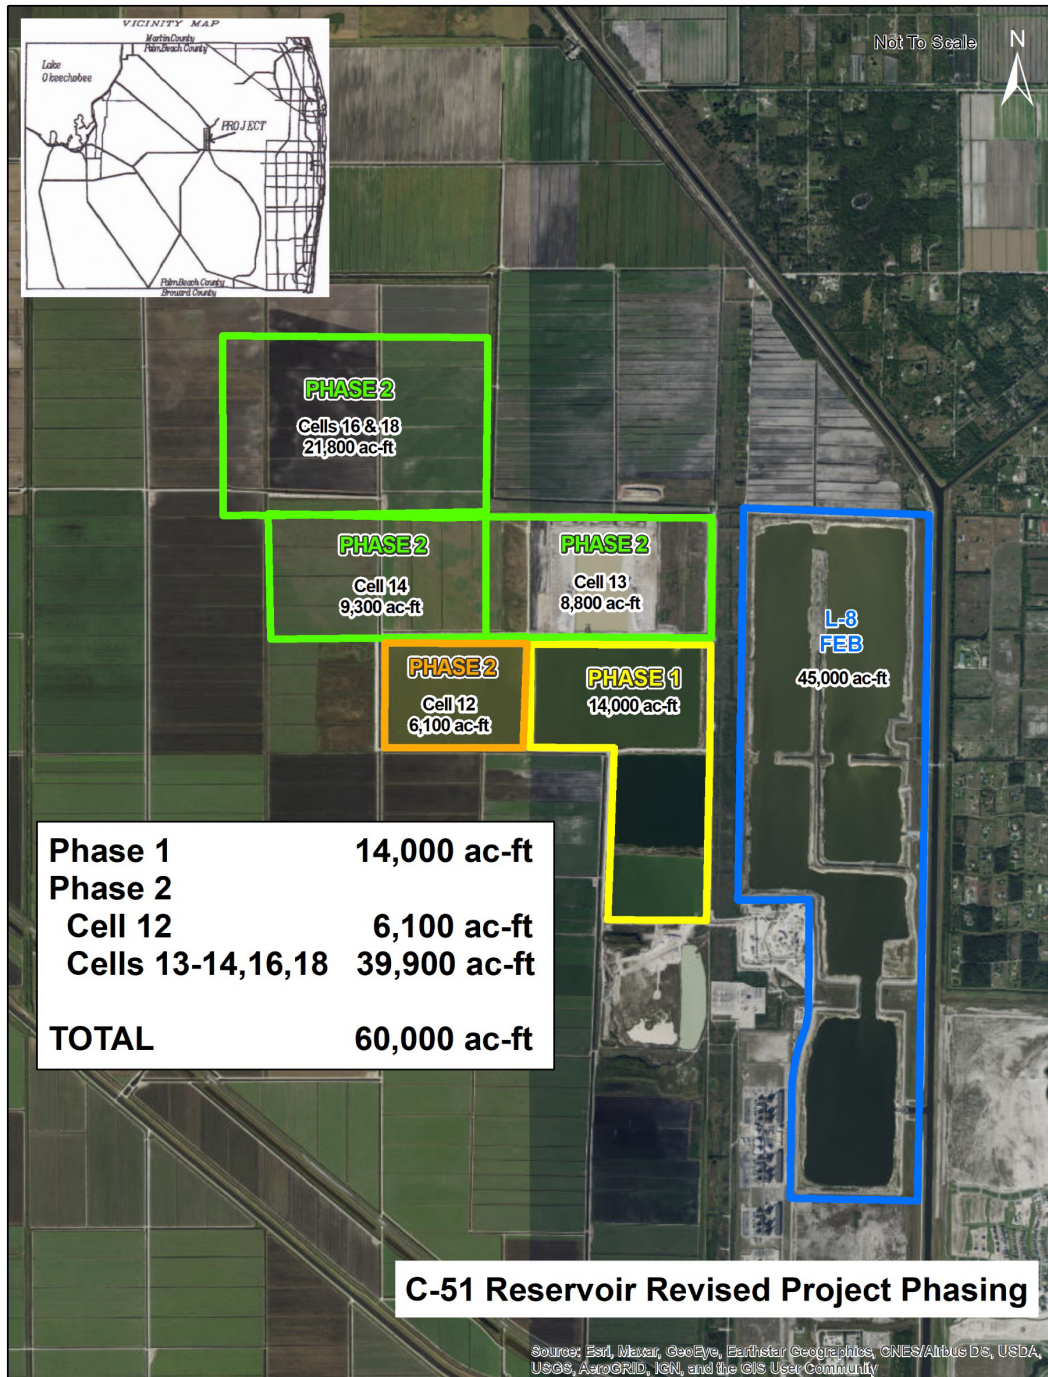 VICINITY MAP
Martin County
Palm Beach County
Lake
Okeechobee
PROJECT
Palm Beach County
Broward County
Not To Scale
N
PHASE 2
Cells 16 & 18
21,800 ac-ft
PHASE 2
Cell 14
9,300 ac-ft
PHASE 2
Cell 13
8,800 ac-ft
L-8
FEB
45,000 ac-ft
PHASE 2
Cell 12
6,100 ac-ft
PHASE 1
14,000 ac-ft
Phase 1 14,000 ac-ft
Phase 2
Cell 12 6,100 ac-ft
Cells 13-14,16,18 39,900 ac-ft
TOTAL 60,000 ac-ft
C-51 Reservoir Revised Project Phasing
Source: Esri, Maxar, GeoEye, Earthstar Geographics, CNES/Airbus DS, USDA,
USGS, AeroGRID, IGN, and the GIS User Community